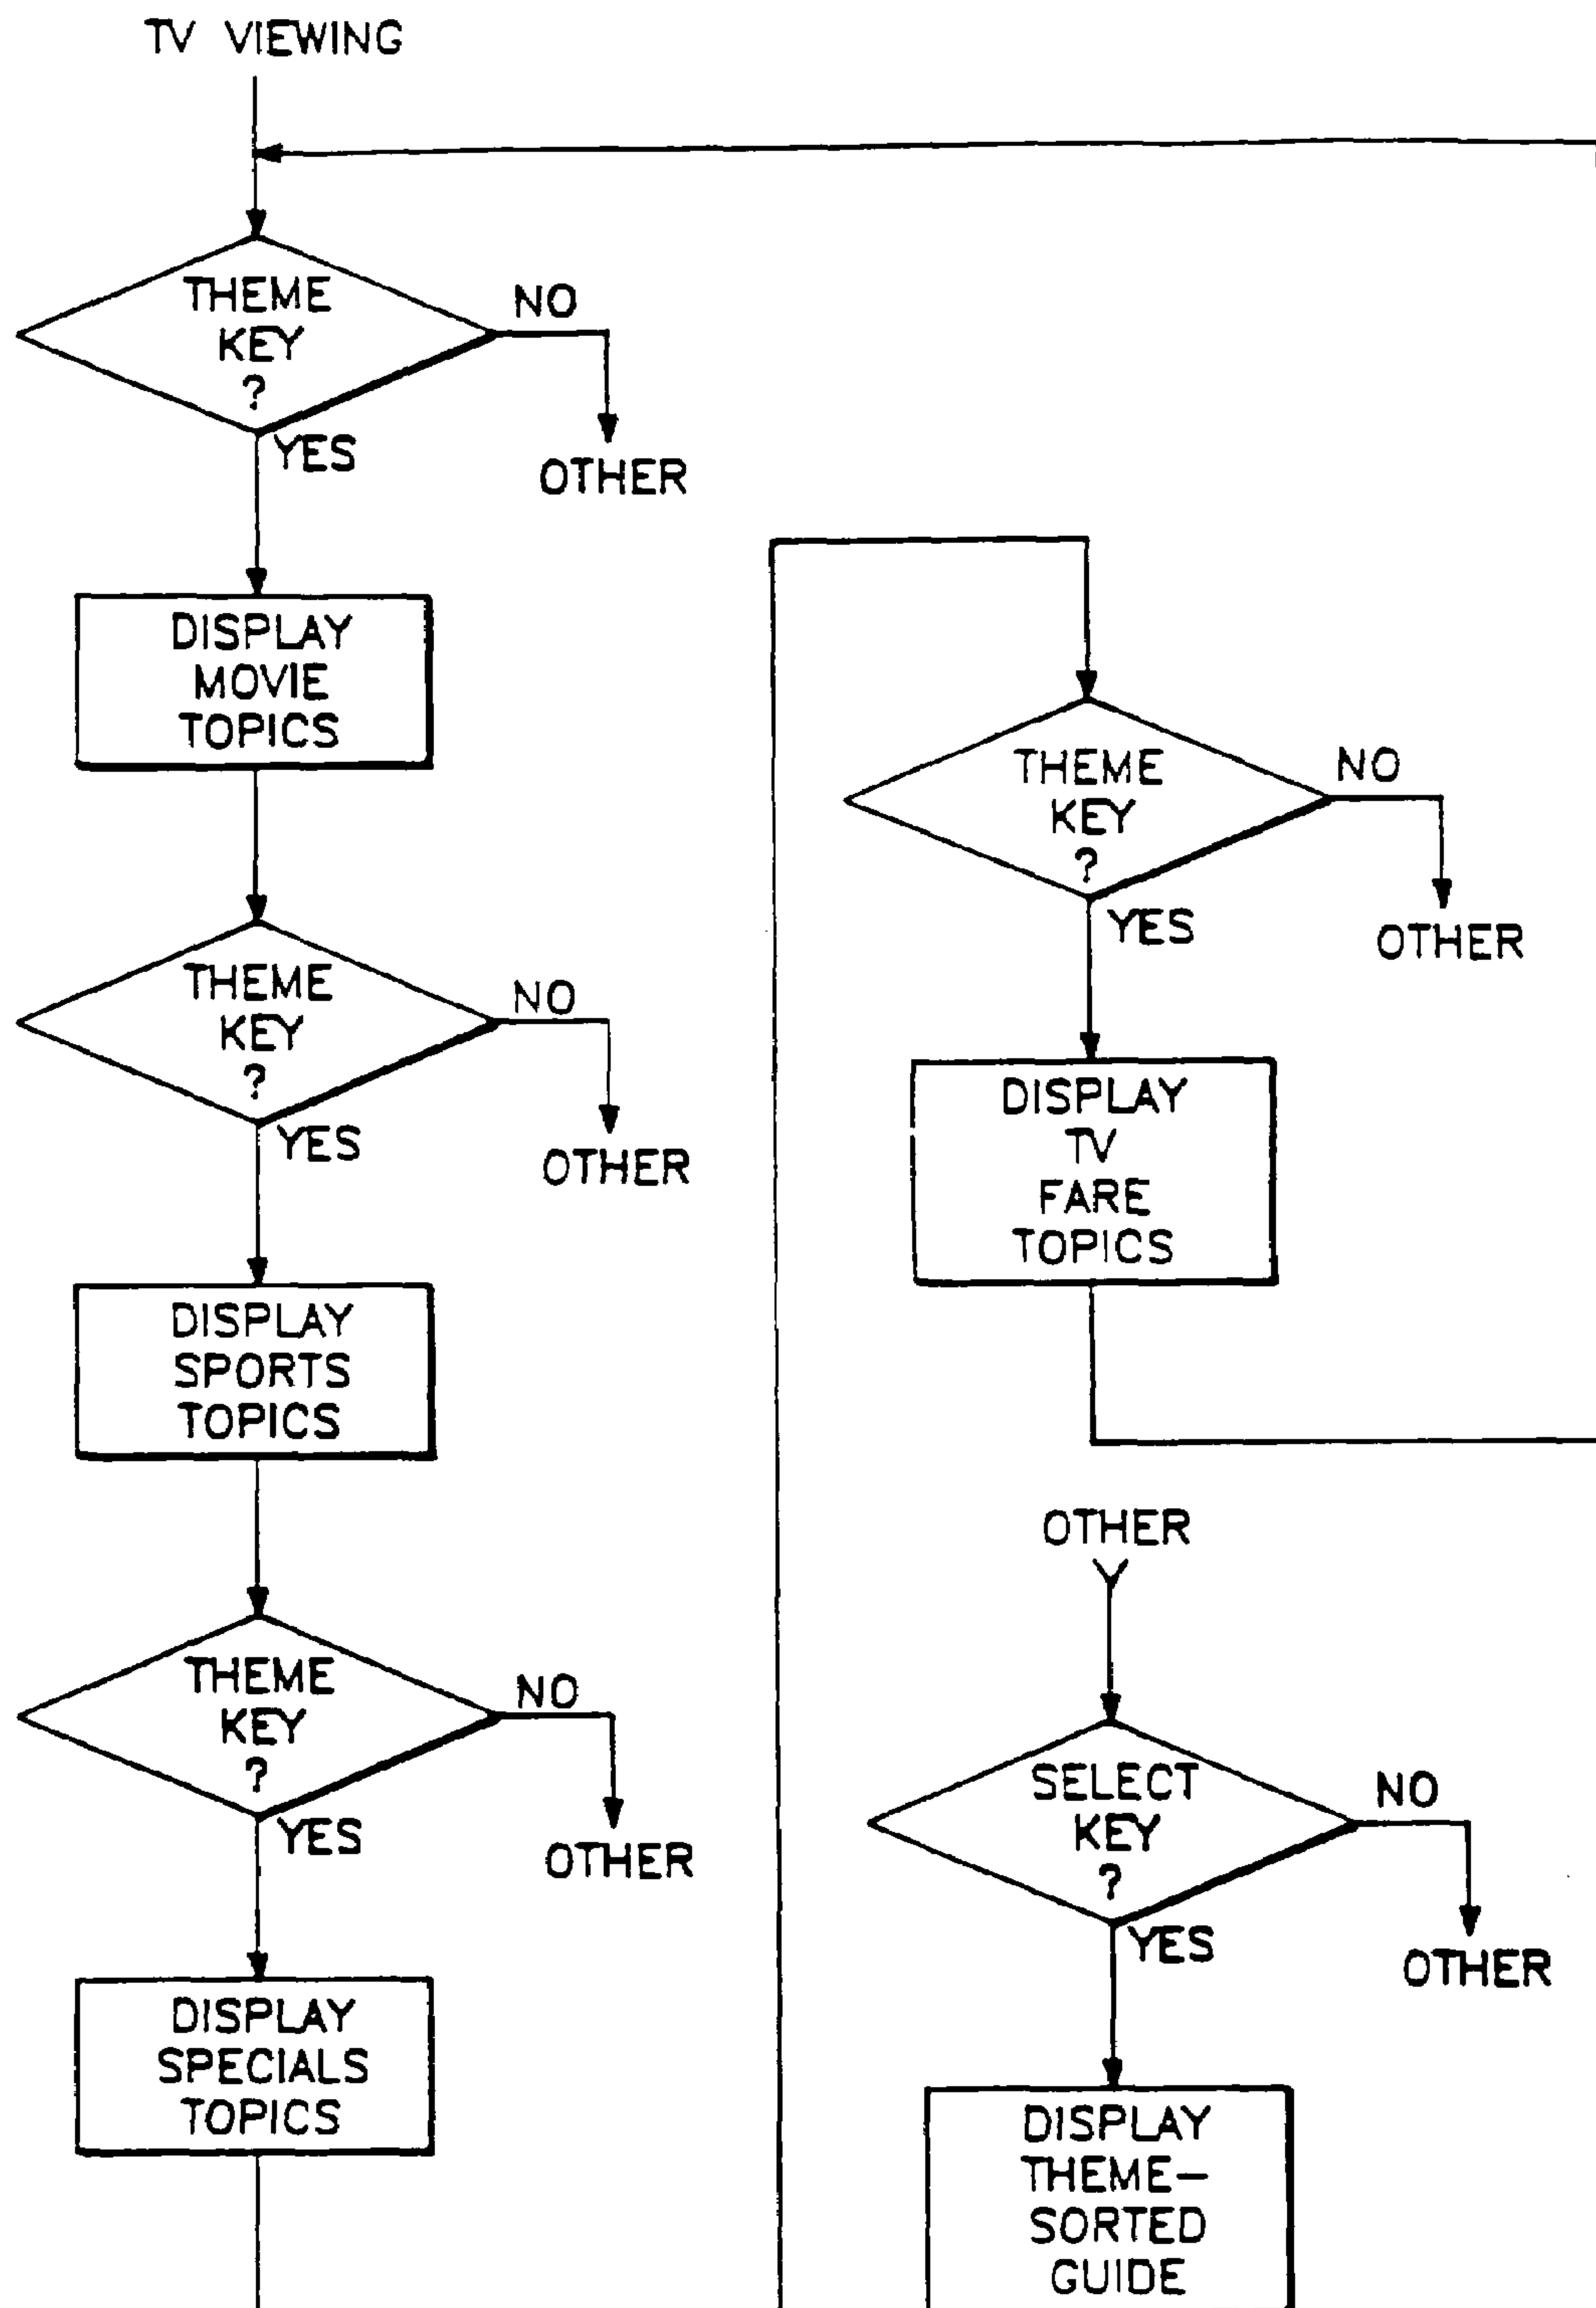 TV VIEWING
THEME
KEY
?
NO
YES
OTHER
DISPLAY
MOVIE
TOPICS
THEME
KEY
?
NO
YES
OTHER
DISPLAY
SPORTS
TOPICS
THEME
KEY
?
NO
YES
OTHER
DISPLAY
SPECIALS
TOPICS
THEME
KEY
?
NO
YES
OTHER
DISPLAY
TV
FARE
TOPICS
OTHER
SELECT
KEY
?
NO
YES
OTHER
DISPLAY
THEME-
SORTED
GUIDE